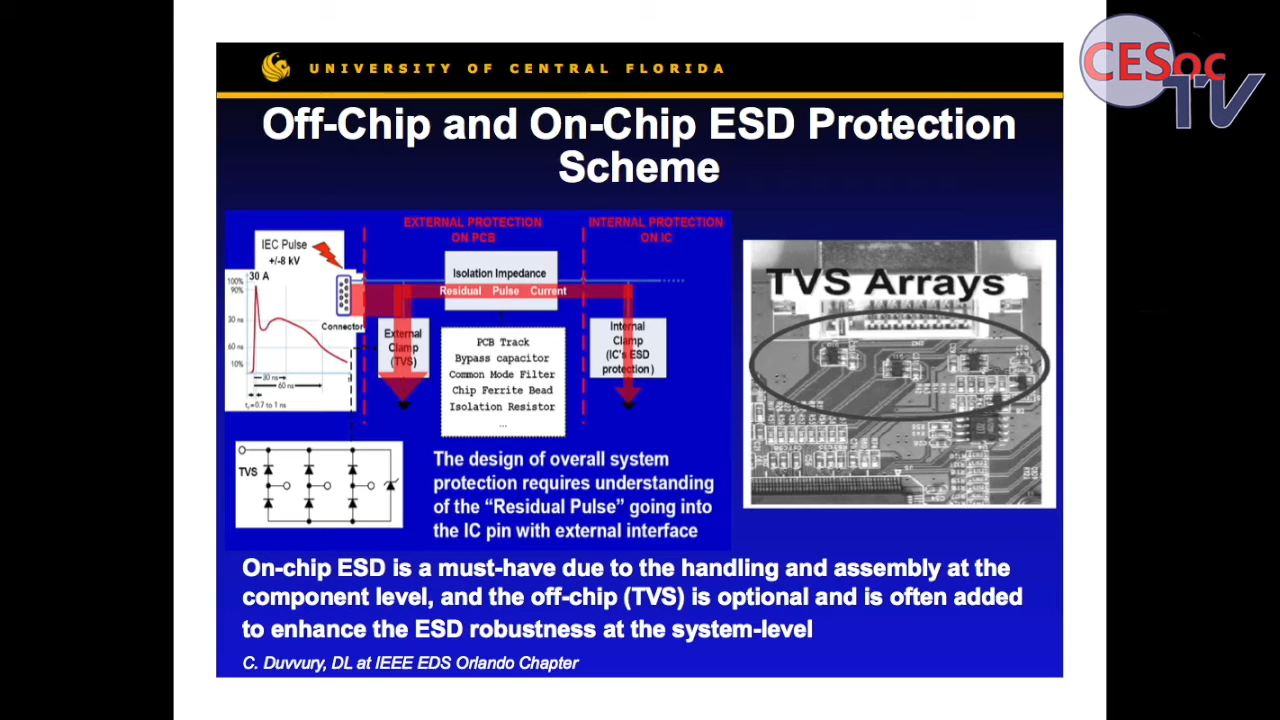 UNIVERSITY OF CENTRAL FLORIDA
CESoc
TV
Off-Chip and On-Chip ESD Protection
Scheme
EXTERNAL PROTECTION
ON PCB
INTERNAL PROTECTION
ON IC
IEC Pulse
+/-8 kV
30 A
100%
90%
30 ns
60 ns
10%
30 ns
60 ns
t
tr=0.7 to 1 ns
Connector
Isolation Impedance
Residual Pulse Current
External
Clamp
(TVS)
PCB Track
Bypass capacitor
Common Mode Filter
Chip Ferrite Bead
Isolation Resistor
...
Internal
Clamp
(IC's ESD
protection)
TVS
The design of overall system
protection requires understanding
of the “Residual Pulse” going into
the IC pin with external interface
TVS Arrays
On-chip ESD is a must-have due to the handling and assembly at the
component level, and the off-chip (TVS) is optional and is often added
to enhance the ESD robustness at the system-level
C. Duvvury, DL at IEEE EDS Orlando Chapter